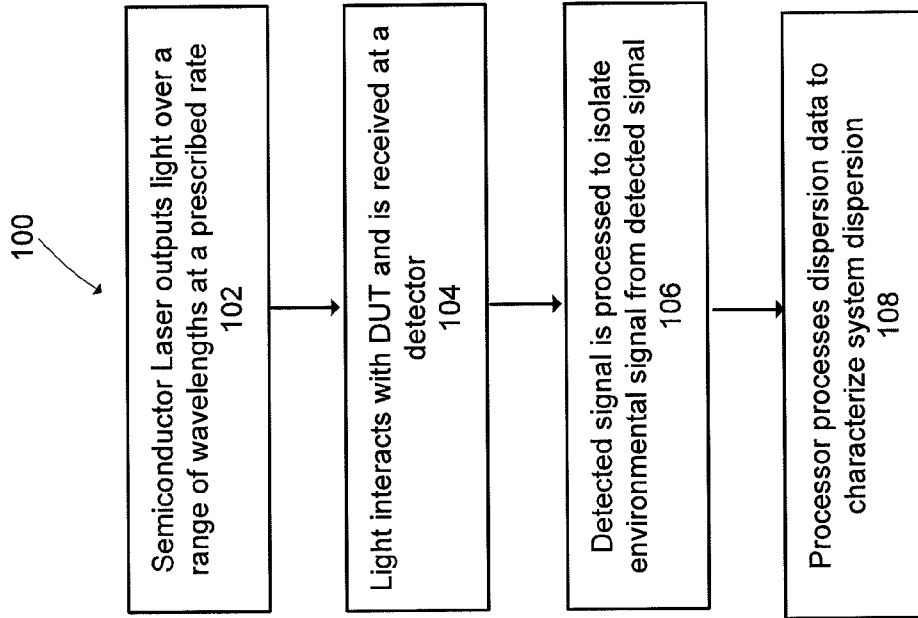 100
Semiconductor Laser outputs light over a
range of wavelengths at a prescribed rate
102
Light interacts with DUT and is received at a
detector
104
Detected signal is processed to isolate
environmental signal from detected signal
106
Processor processes dispersion data to
characterize system dispersion
108